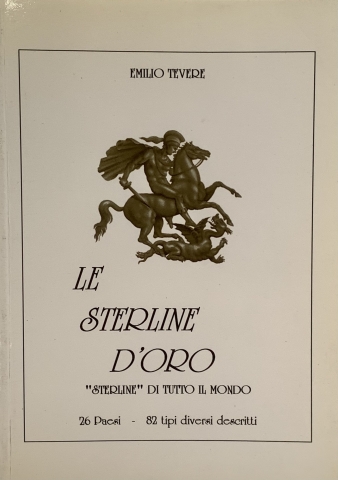 EMILIO TEVERE
LE
STERLINE
D'ORO
"STERLINE" DI TUTTO IL MONDO
26 Paesi - 82 tipi diversi descritti